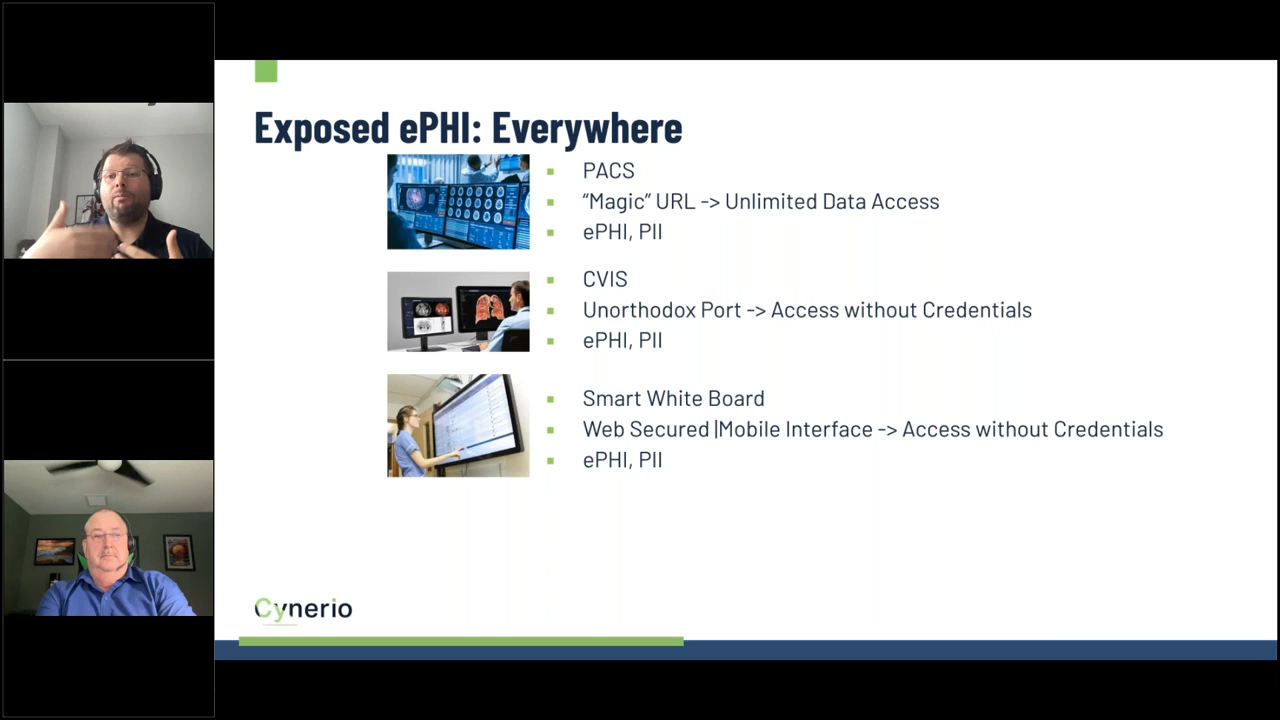 Exposed ePHI: Everywhere
PACS
“Magic” URL -> Unlimited Data Access
ePHI, PII
CVIS
Unorthodox Port -> Access without Credentials
ePHI, PII
Smart White Board
Web Secured |Mobile Interface -> Access without Credentials
ePHI, PII
Cynerio